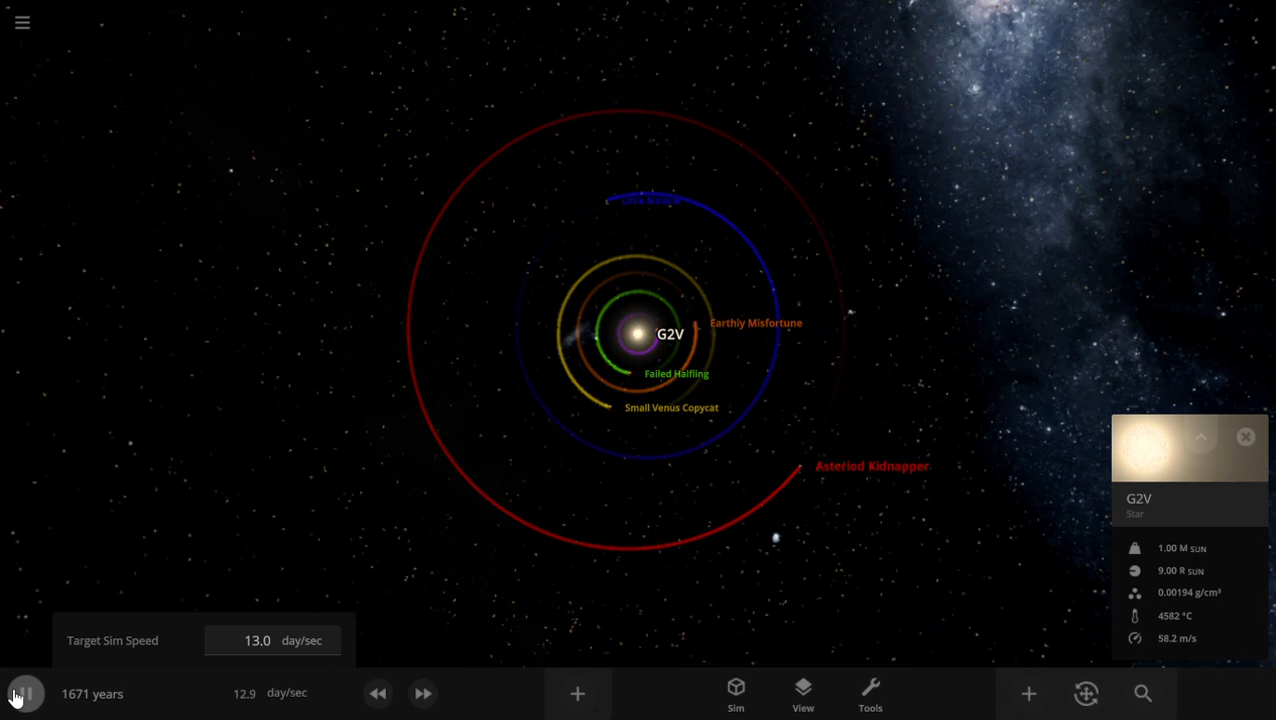 Earthly Misfortune
G2V
Failed Halfling
Small Venus Copycat
Asteriod Kidnapper
G2V
Star
1.00 M SUN
9.00 R SUN
0.00194 g/cm³
4582 °C
58.2 m/s
Target Sim Speed 13.0 day/sec
1671 years 12.9 day/sec
Sim View Tools